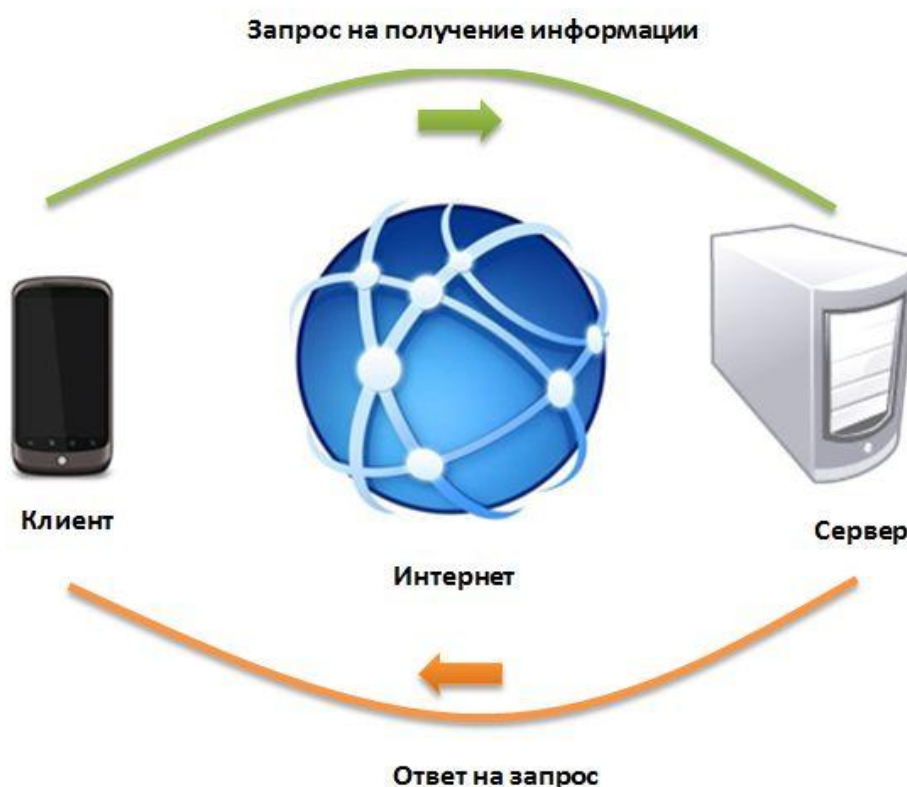 Запрос на получение информации
Клиент
Сервер
Интернет
Ответ на запрос